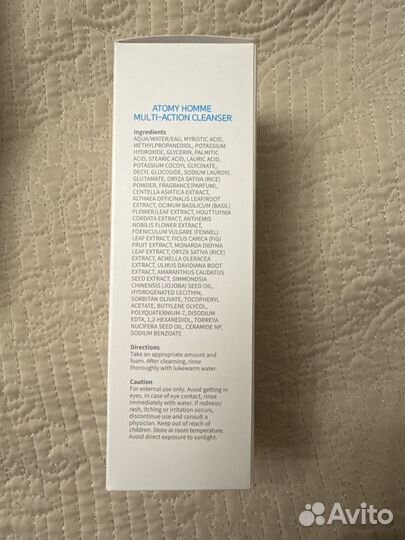 ATOMY HOMME
MULTI-ACTION CLEANSER
Ingredients
AQUA/WATER/EAU, MYRISTIC ACID,
METHYLPROPANEDIOL, POTASSIUM
HYDROXIDE, GLYCERIN, PALMITIC
ACID, STEARIC ACID, LAURIC ACID,
POTASSIUM COCOYL GLYCINATE,
DECYL GLUCOSIDE, SODIUM LAUROYL
GLUTAMATE, ORYZA SATIVA (RICE)
POWDER, FRAGRANCE(PARFUM),
CENTELLA ASIATICA EXTRACT,
ALTHAEA OFFICINALIS LEAF/ROOT
EXTRACT, OCIMUM BASILICUM (BASIL)
FLOWER/LEAF EXTRACT, HOUTTUYNIA
CORDATA EXTRACT, ANTHEMIS
NOBILIS FLOWER EXTRACT,
FOENICULUM VULGARE (FENNEL)
LEAF EXTRACT, FICUS CARICA (FIG)
FRUIT EXTRACT, MONARDA DIDYMA
LEAF EXTRACT, ORYZA SATIVA (RICE)
EXTRACT, ACMELLA OLERACEA
EXTRACT, ULMUS DAVIDIANA ROOT
EXTRACT, AMARANTHUS CAUDATUS
SEED EXTRACT, SIMMONDSIA
CHINENSIS (JOJOBA) SEED OIL,
HYDROGENATED LECITHIN,
SORBITAN OLIVATE, TOCOPHERYL
ACETATE, BUTYLENE GLYCOL,
POLYQUATERNIUM-7, DISODIUM
EDTA, 1,2-HEXANEDIOL, TORREYA
NUCIFERA SEED OIL, CERAMIDE NP,
SODIUM BENZOATE.
Directions
Take an appropriate amount and
foam. After cleansing, rinse
thoroughly with lukewarm water.
Caution
For external use only. Avoid getting in
eyes. In case of eye contact, rinse
immediately with water. If redness/
rash, itching or irritation occurs,
discontinue use and consult a
physician. Keep out of reach of
children. Store at room temperature.
Avoid direct exposure to sunlight.
Avito